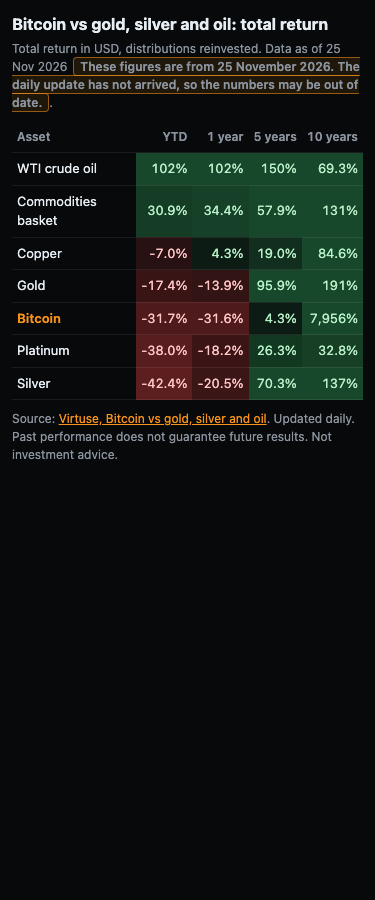 Bitcoin vs gold, silver and oil: total return
Total return in USD, distributions reinvested. Data as of 25
Nov 2026 These figures are from 25 November 2026. The
daily update has not arrived, so the numbers may be out of
date. .
Asset YTD 1 year 5 years 10 years
WTI crude oil 102% 102% 150% 69.3%
Commodities
basket 30.9% 34.4% 57.9% 131%
Copper -7.0% 4.3% 19.0% 84.6%
Gold -17.4% -13.9% 95.9% 191%
Bitcoin -31.7% -31.6% 4.3% 7,956%
Platinum -38.0% -18.2% 26.3% 32.8%
Silver -42.4% -20.5% 70.3% 137%
Source: Virtuse, Bitcoin vs gold, silver and oil. Updated daily.
Past performance does not guarantee future results. Not
investment advice.